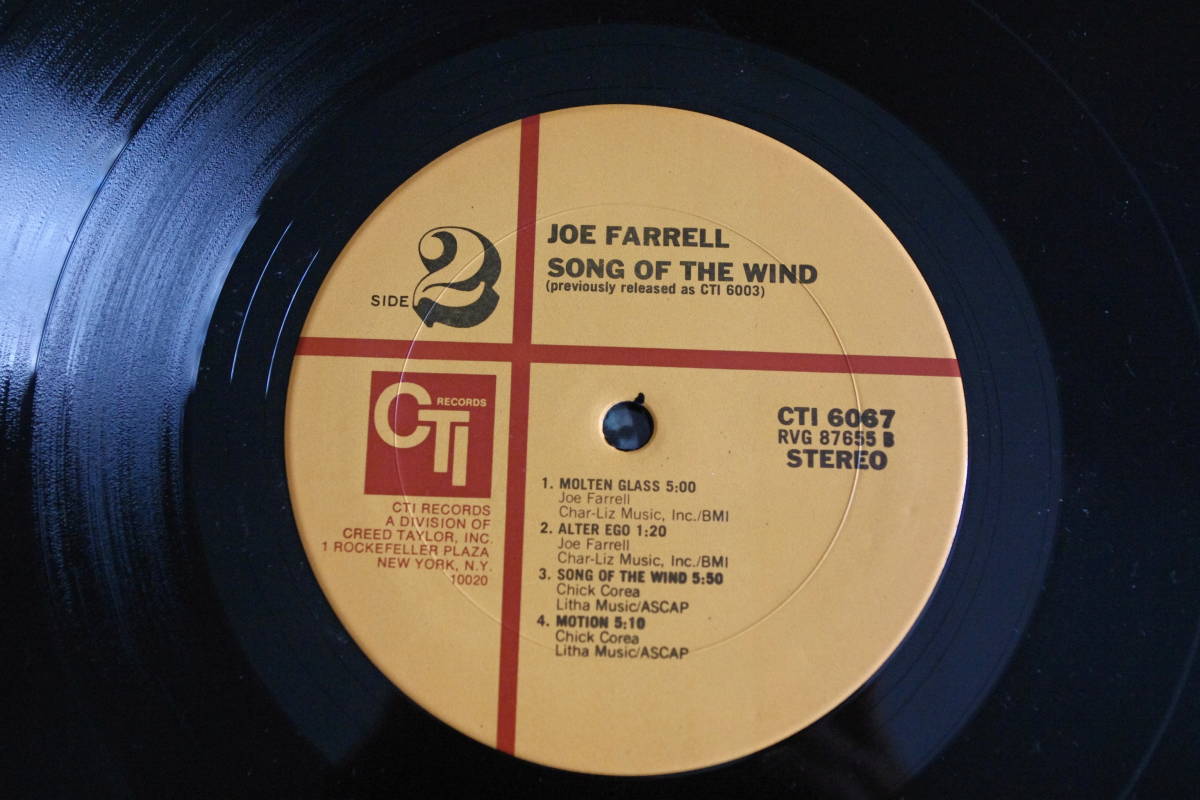 JOE FARRELL
SONG OF THE WIND
(previously released as CTI 6003)
SIDE 2
CTI RECORDS
CTI RECORDS
A DIVISION OF
CREED TAYLOR, INC.
1 ROCKEFELLER PLAZA
NEW YORK, N.Y.
10020
CTI 6067
RVG 87655 B
STEREO
1. MOLTEN GLASS 5:00
Joe Farrell
Char-Liz Music, Inc./BMI
2. ALTER EGO 1:20
Joe Farrell
Char-Liz Music, Inc./BMI
3. SONG OF THE WIND 5:50
Chick Corea
Litha Music/ASCAP
4. MOTION 5:10
Chick Corea
Litha Music/ASCAP